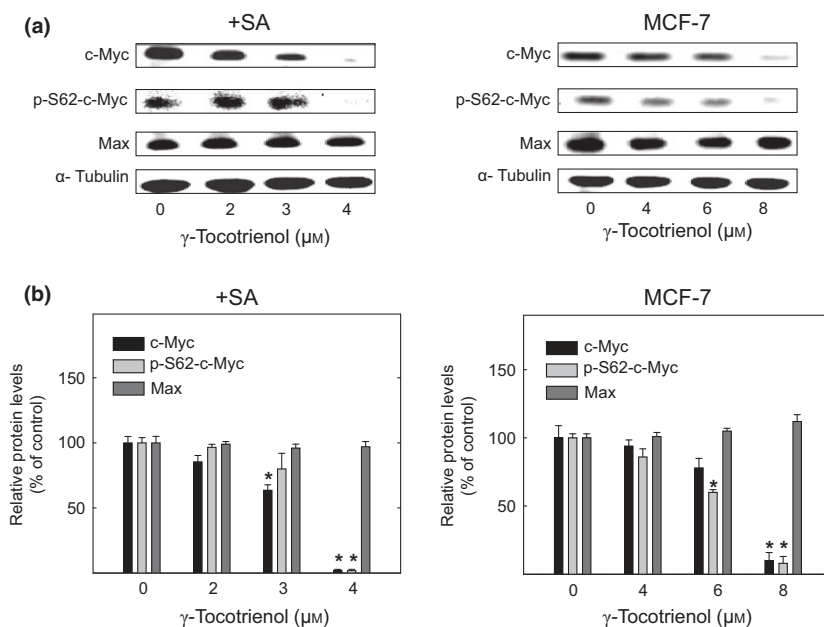 (a)
+SA
c-Myc
p-S62-c-Myc
Max
α- Tubulin
0 2 3 4
γ-Tocotrienol (μM)
MCF-7
c-Myc
p-S62-c-Myc
Max
α- Tubulin
0 4 6 8
γ-Tocotrienol (μM)
(b)
+SA
Relative protein levels
(% of control)
150
100
50
c-Myc
p-S62-c-Myc
Max
*
* *
0 2 3 4
γ-Tocotrienol (μM)
MCF-7
Relative protein levels
(% of control)
150
100
50
c-Myc
p-S62-c-Myc
Max
*
* *
0 4 6 8
γ-Tocotrienol (μM)